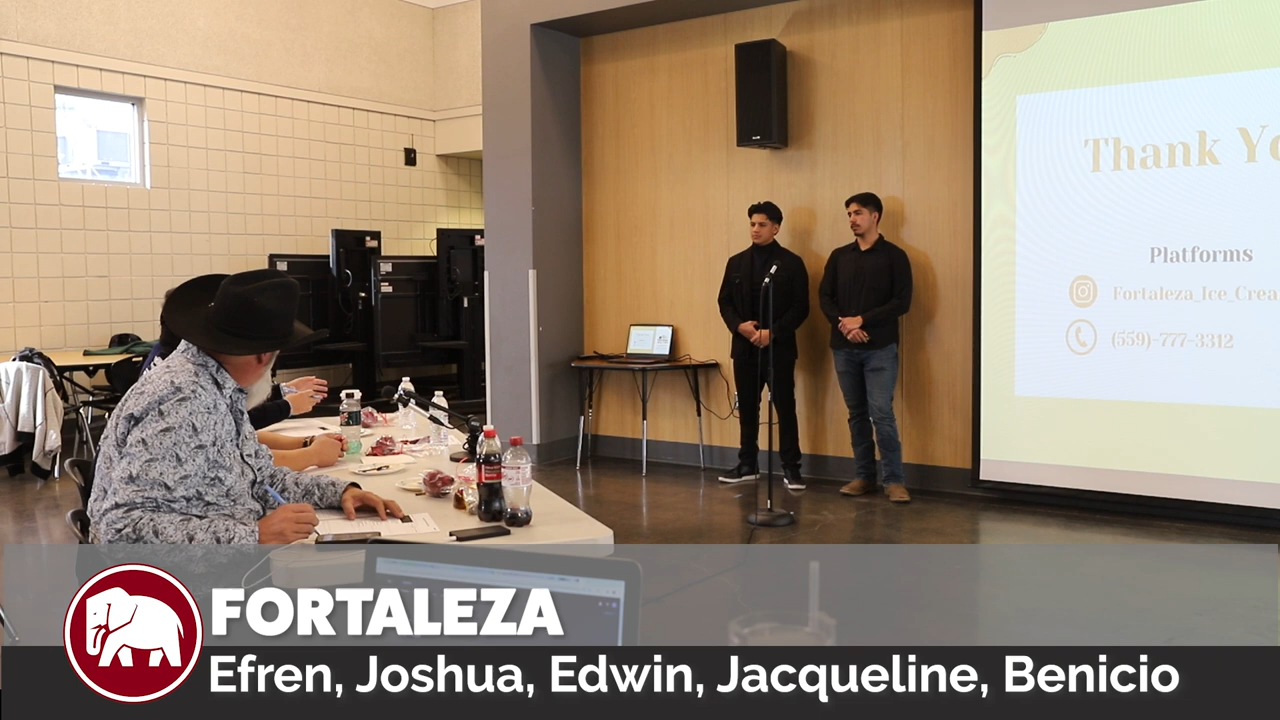 Thank Yo
Platforms
Fortaleza_Ice_Crea
(559)-777-3312
FORTALEZA
Efren, Joshua, Edwin, Jacqueline, Benicio